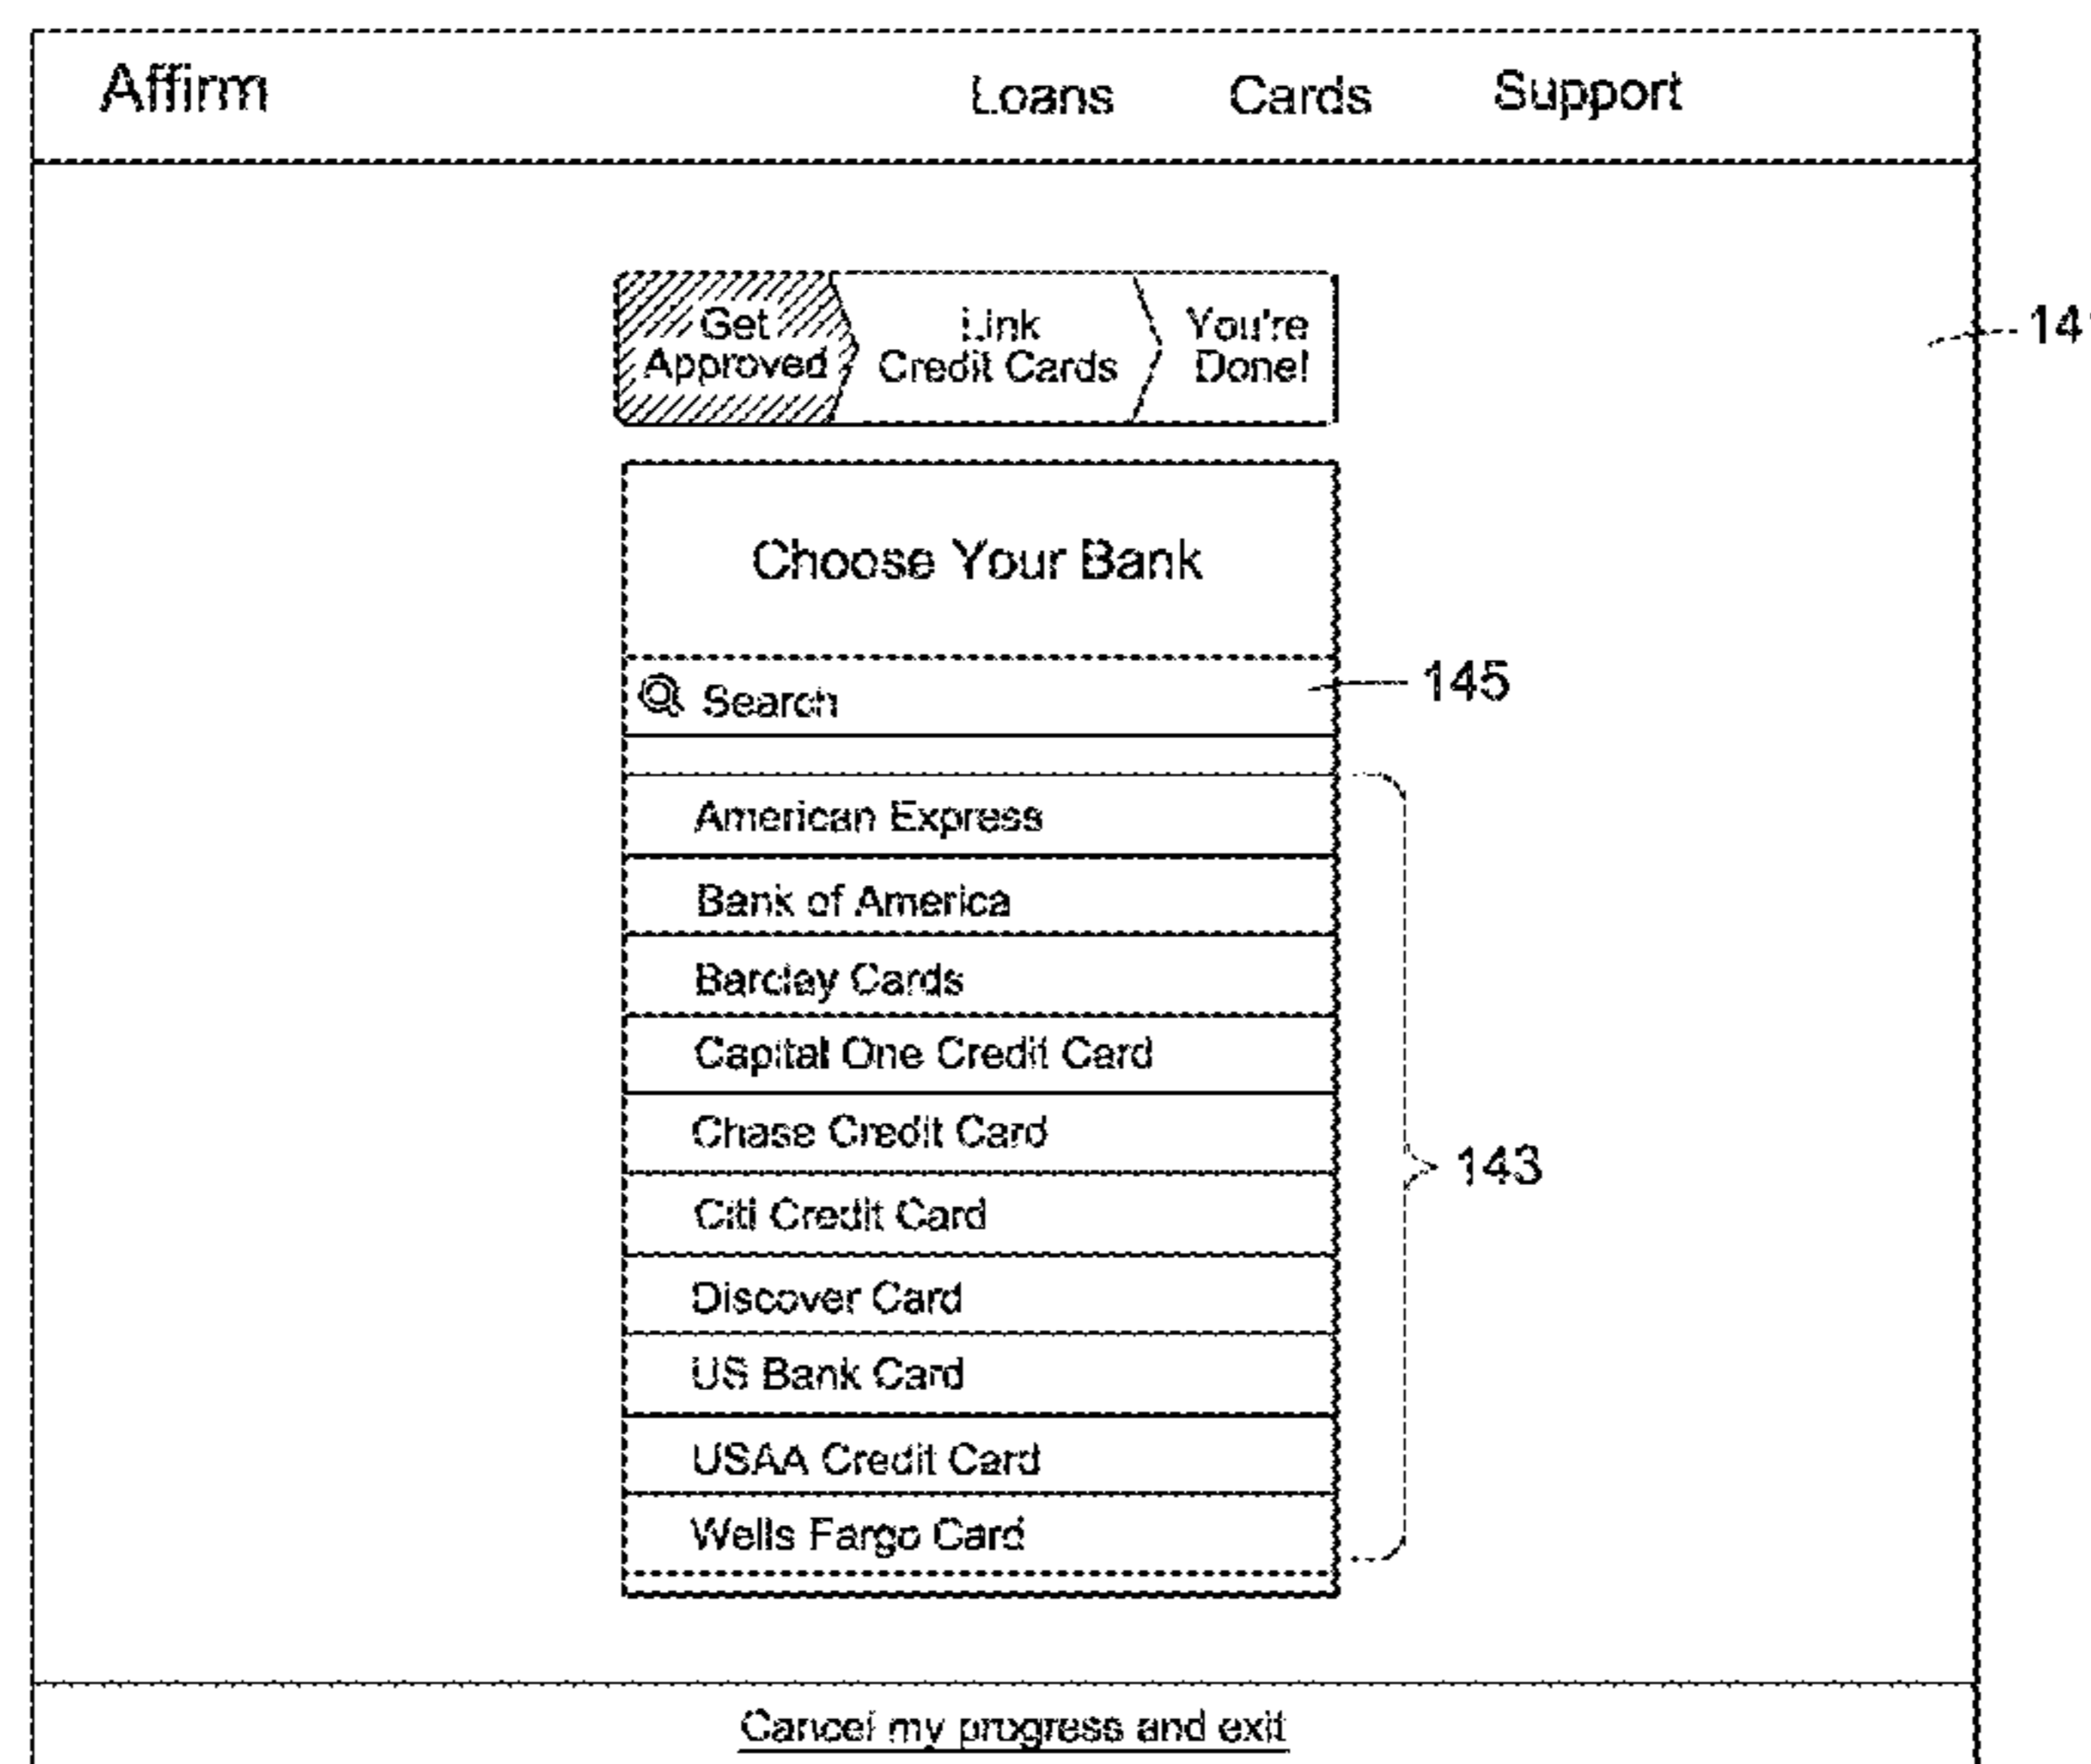 Affirm Loans Cards Support
Get Approved
Link Credit Cards
You're Done!
Choose Your Bank
Search
145
American Express
Bank of America
Barclay Cards
Capital One Credit Card
Chase Credit Card
143
Citi Credit Card
Discover Card
US Bank Card
USAA Credit Card
Wells Fargo Card
Cancel my progress and exit